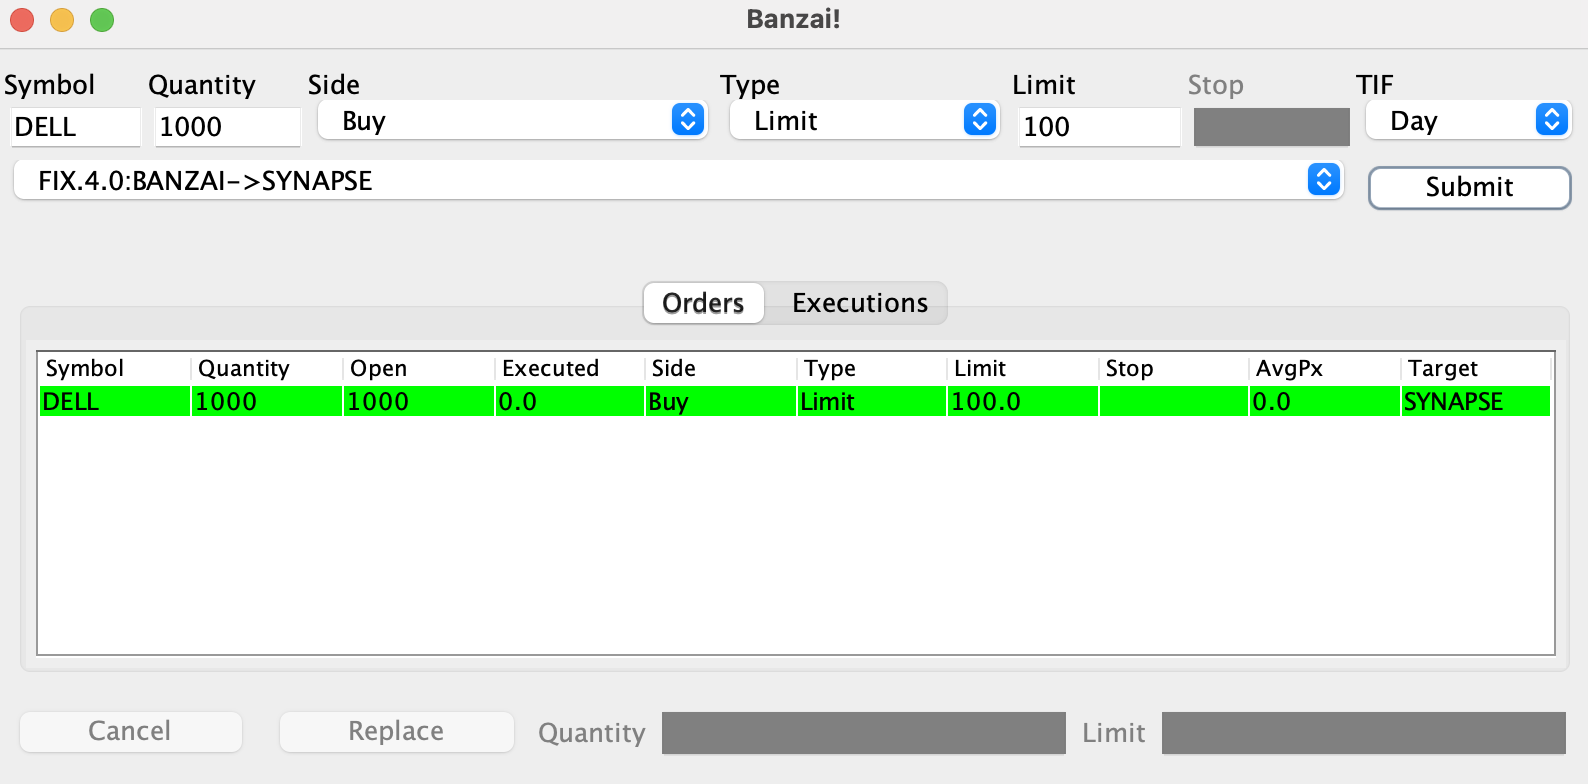 Banzai!
Symbol Quantity Side Type Limit Stop TIF
DELL 1000 Buy Limit 100 Day
FIX.4.0:BANZAI->SYNAPSE Submit
Orders Executions
Symbol Quantity Open Executed Side Type Limit Stop AvgPx Target
DELL 1000 1000 0.0 Buy Limit 100.0 0.0 SYNAPSE
Cancel Replace Quantity Limit